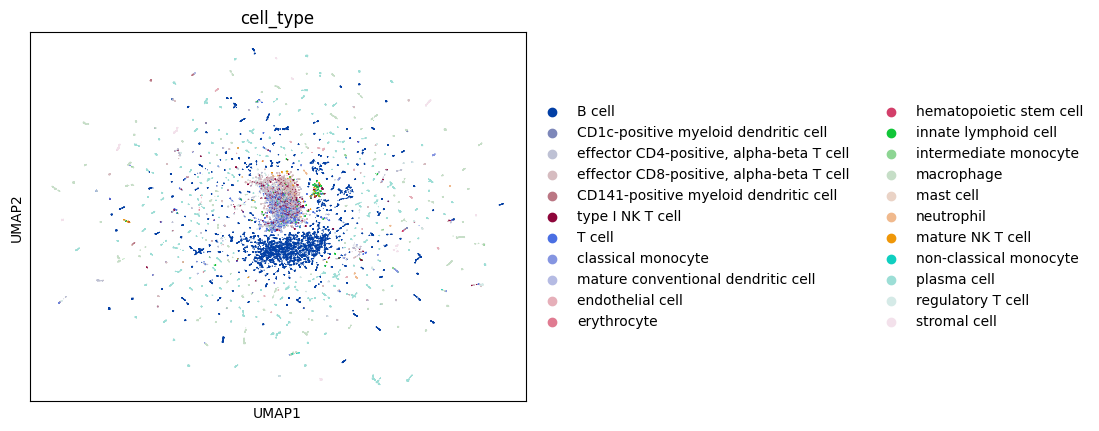 cell_type
UMAP2
UMAP1
B cell
CD1c-positive myeloid dendritic cell
effector CD4-positive, alpha-beta T cell
effector CD8-positive, alpha-beta T cell
CD141-positive myeloid dendritic cell
type I NK T cell
T cell
classical monocyte
mature conventional dendritic cell
endothelial cell
erythrocyte
hematopoietic stem cell
innate lymphoid cell
intermediate monocyte
macrophage
mast cell
neutrophil
mature NK T cell
non-classical monocyte
plasma cell
regulatory T cell
stromal cell